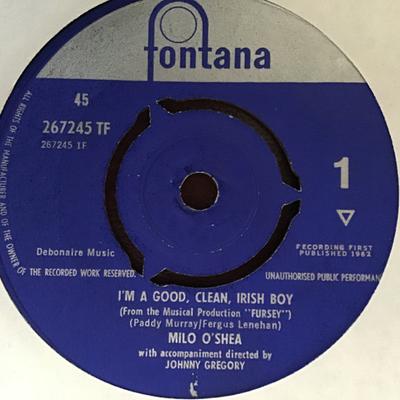 fontana
45
267245 TF
267245 1F
1
Debonaire Music
RECORDING FIRST
PUBLISHED 1962
ALL RIGHTS OF THE MANUFACTURER AND OF THE OWNER OF THE RECORDED WORK RESERVED.
UNAUTHORISED PUBLIC PERFORMAN
I'M A GOOD, CLEAN, IRISH BOY
(From the Musical Production "FURSEY")
(Paddy Murray/Fergus Lenehan)
MILO O'SHEA
with accompaniment directed by
JOHNNY GREGORY